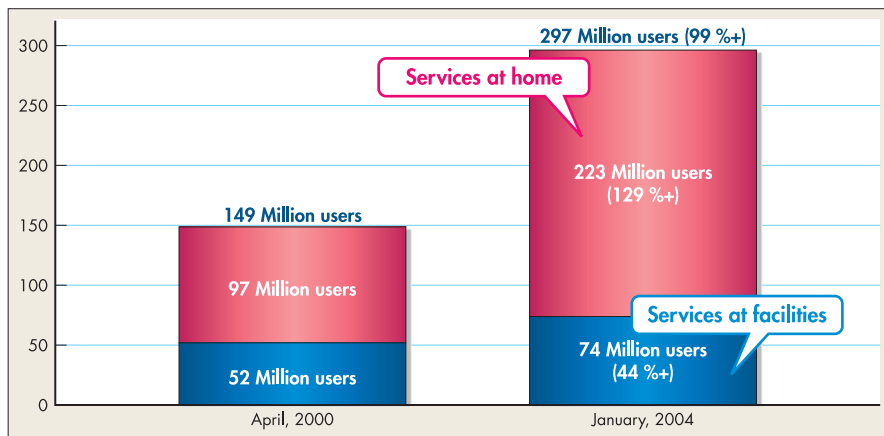 300
250
200
150
100
50
0
149 Million users
97 Million users
52 Million users
April, 2000
297 Million users (99 %+)
Services at home
223 Million users
(129 %+)
Services at facilities
74 Million users
(44 %+)
January, 2004